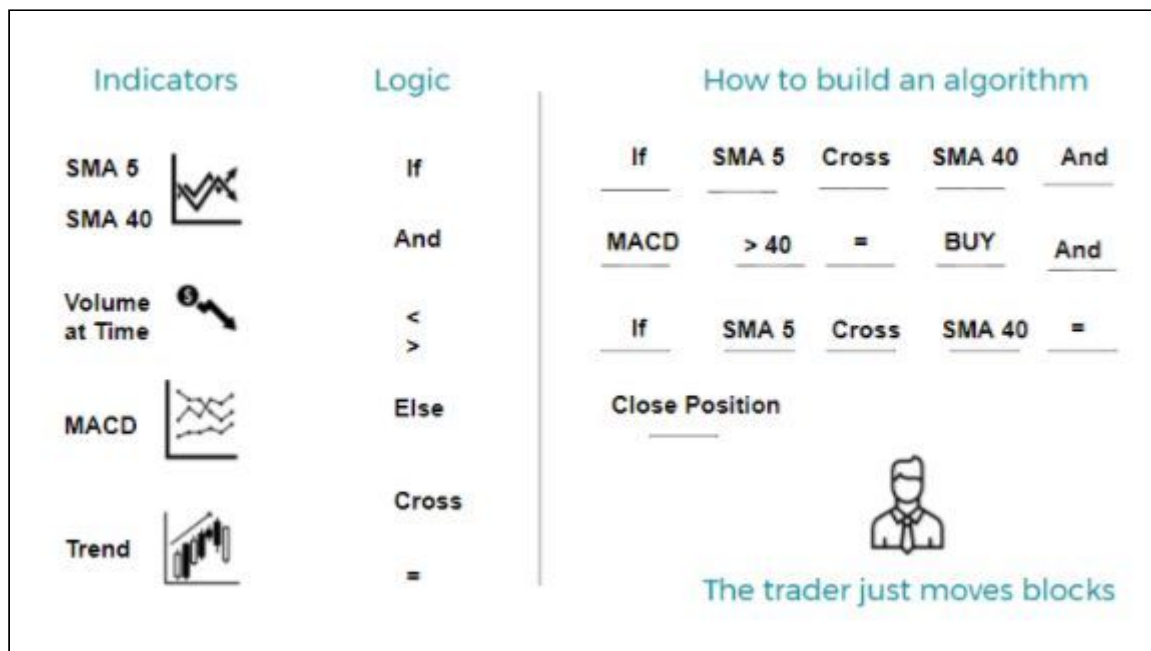 Indicators
SMA 5
SMA 40
Volume
at Time
MACD
Trend
Logic
If
And
<
>
Else
Cross
=
How to build an algorithm
If SMA 5 Cross SMA 40 And
MACD > 40 = BUY And
If SMA 5 Cross SMA 40 =
Close Position
The trader just moves blocks